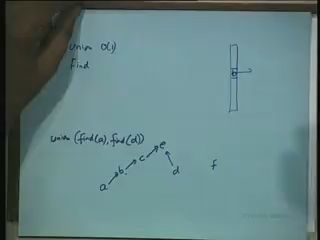 union O(1)
Find
union (find(a), find(d))
e
c
b
d
f
a